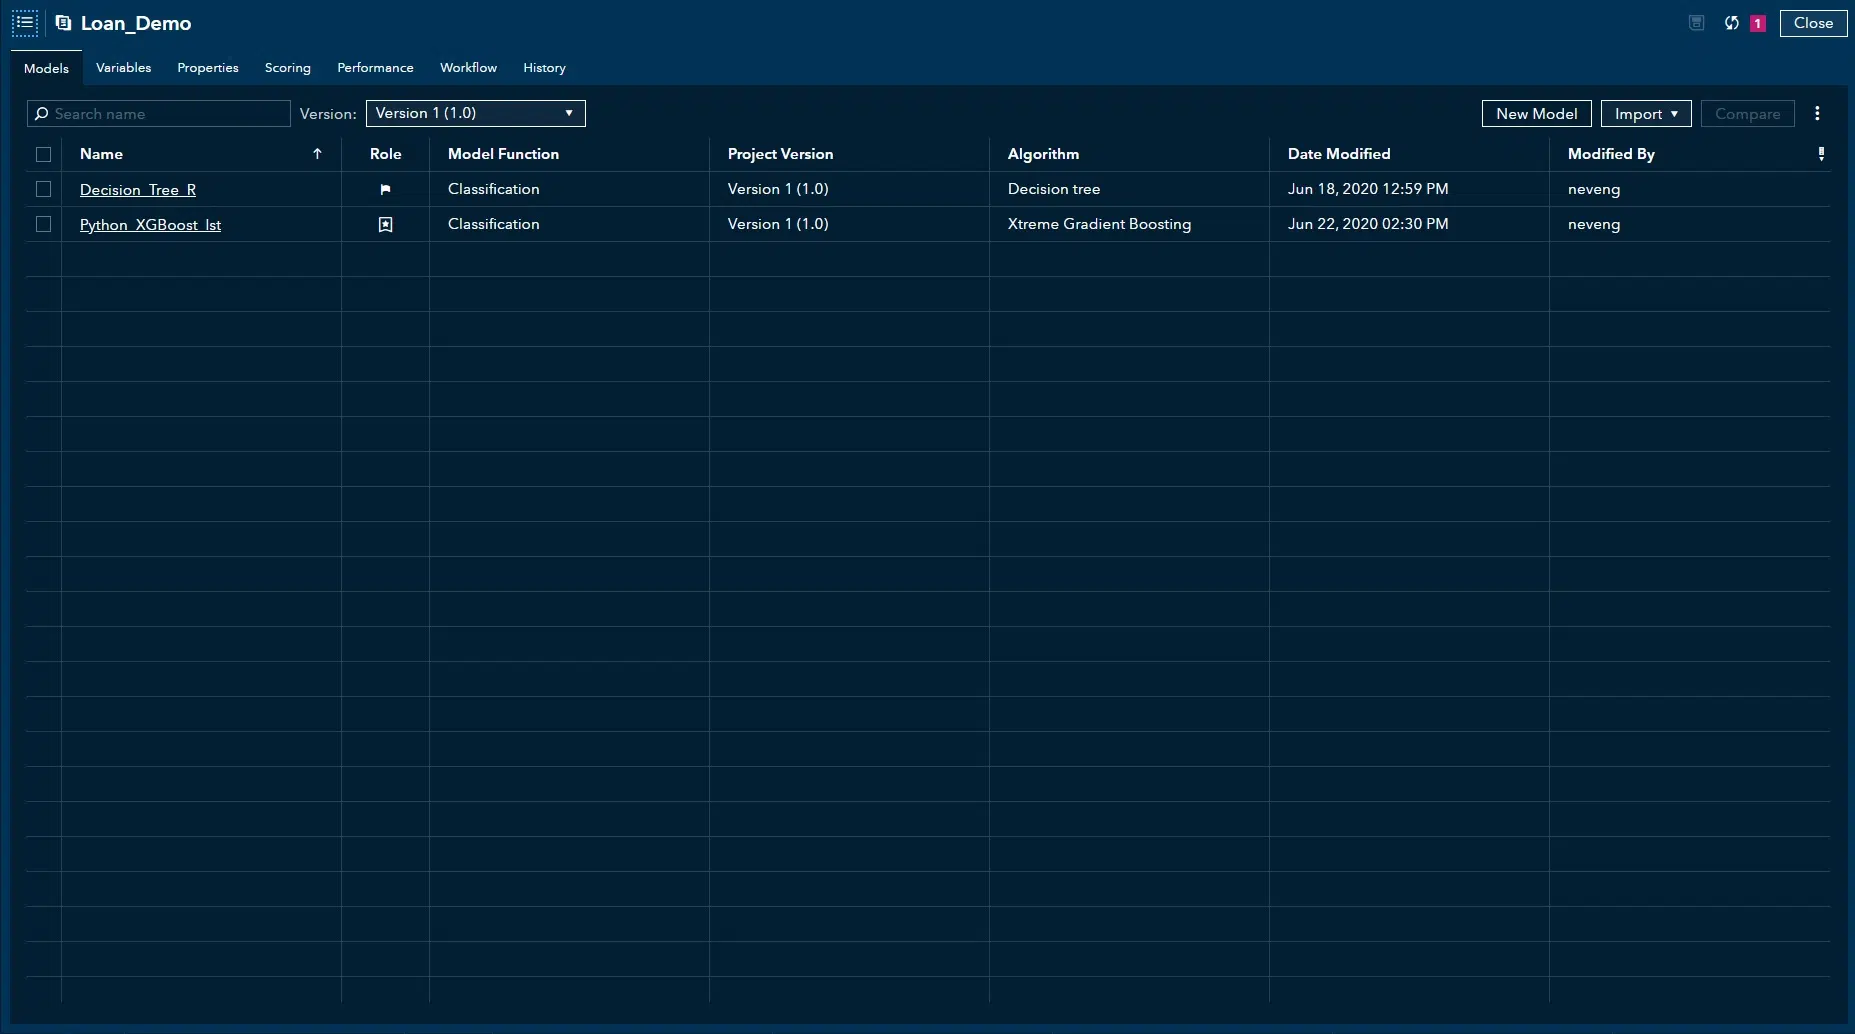 Loan_Demo
1
Close
Models Variables Properties Scoring Performance Workflow History
Search name Version: Version 1 (1.0) New Model Import Compare
Name Role Model Function Project Version Algorithm Date Modified Modified By
Decision_Tree_R Classification Version 1 (1.0) Decision tree Jun 18, 2020 12:59 PM neveng
Python_XGBoost_lst Classification Version 1 (1.0) Xtreme Gradient Boosting Jun 22, 2020 02:30 PM neveng